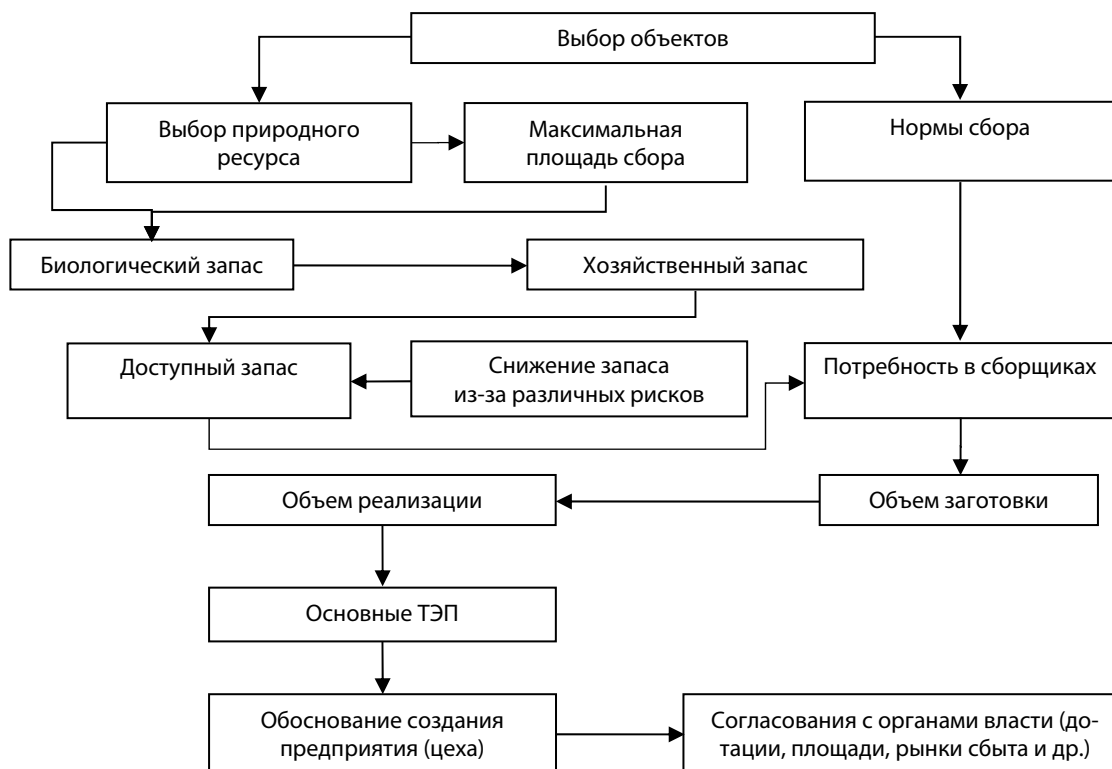 Выбор объектов
Выбор природного
ресурса
Максимальная
площадь сбора
Нормы сбора
Биологический запас
Хозяйственный запас
Доступный запас
Снижение запаса
из-за различных рисков
Потребность в сборщиках
Объем реализации
Объем заготовки
Основные ТЭП
Обоснование создания
предприятия (цеха)
Согласования с органами власти (до-
тации, площади, рынки сбыта и др.)